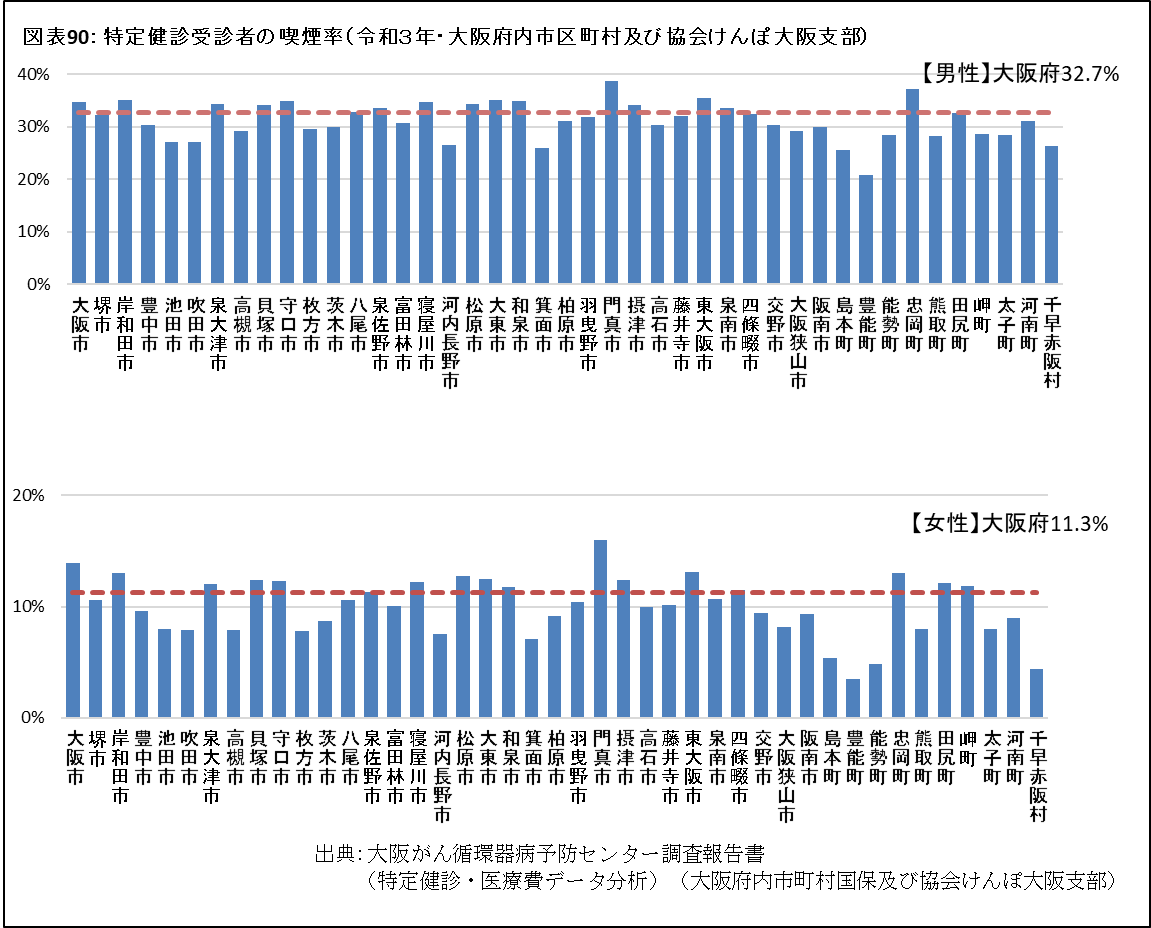 図表90: 特定健診受診者の喫煙率(令和３年・大阪府内市区町村及び協会けんぽ大阪支部)
【男性】大阪府32.7%
40%
30%
20%
10%
0%
大阪市
堺市
岸和田市
豊中市
池田市
吹田市
泉大津市
高槻市
貝塚市
守口市
枚方市
茨木市
八尾市
泉佐野市
富田林市
寝屋川市
河内長野市
松原市
大東市
和泉市
箕面市
柏原市
羽曳野市
門真市
摂津市
高石市
藤井寺市
東大阪市
泉南市
四條畷市
交野市
大阪狭山市
阪南市
島本町
豊能町
能勢町
忠岡町
熊取町
田尻町
岬町
太子町
河南町
千早赤阪村
【女性】大阪府11.3%
20%
10%
0%
大阪市
堺市
岸和田市
豊中市
池田市
吹田市
泉大津市
高槻市
貝塚市
守口市
枚方市
茨木市
八尾市
泉佐野市
富田林市
寝屋川市
河内長野市
松原市
大東市
和泉市
箕面市
柏原市
羽曳野市
門真市
摂津市
高石市
藤井寺市
東大阪市
泉南市
四條畷市
交野市
大阪狭山市
阪南市
島本町
豊能町
能勢町
忠岡町
熊取町
田尻町
岬町
太子町
河南町
千早赤阪村
出典：大阪がん循環器病予防センター調査報告書
（特定健診・医療費データ分析）（大阪府内市町村国保及び協会けんぽ大阪支部）